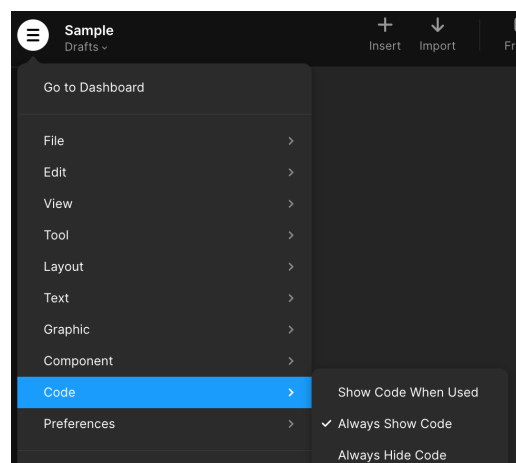 Sample
Drafts
Insert
Import
Go to Dashboard
File
Edit
View
Tool
Layout
Text
Graphic
Component
Code
Show Code When Used
Preferences
Always Show Code
Always Hide Code